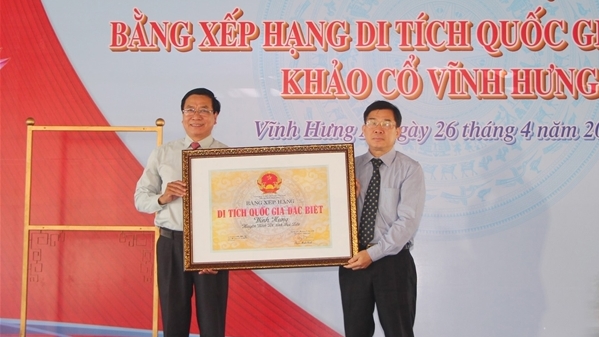 BẰNG XẾP HẠNG DI TÍCH QUỐC GI
KHẢO CỔ VĨNH HƯNG
Vĩnh Hưng, ngày 26 tháng 4 năm 20
BẰNG XẾP HẠNG
DI TÍCH QUỐC GIA ĐẶC BIỆT
Vĩnh Hưng